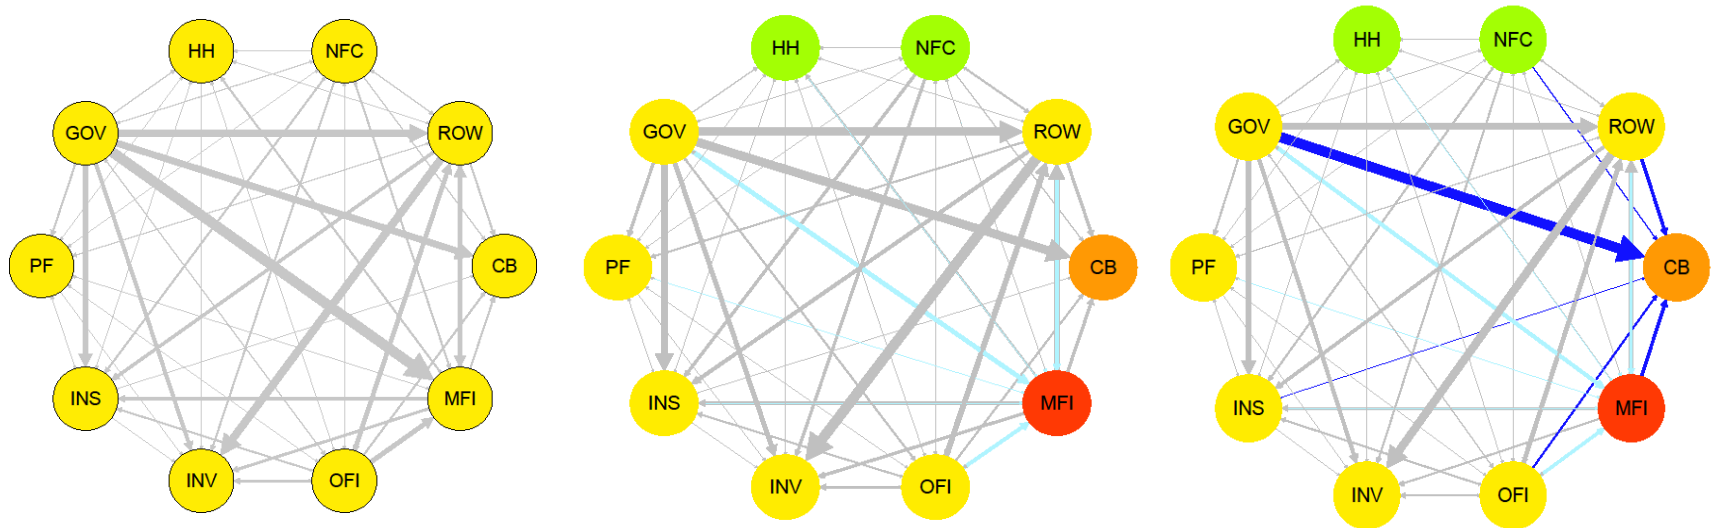 HH NFC
GOV ROW
PF CB
INS MFI
INV OFI
HH NFC
GOV ROW
PF CB
INS MFI
INV OFI
HH NFC
GOV ROW
PF CB
INS MFI
INV OFI